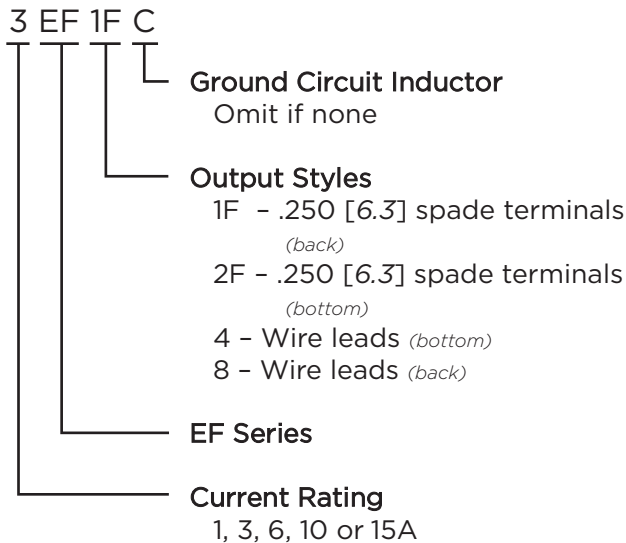 3 EF 1F C
Ground Circuit Inductor
Omit if none
Output Styles
1F – .250 [6.3] spade terminals
(back)
2F – .250 [6.3] spade terminals
(bottom)
4 – Wire leads (bottom)
8 – Wire leads (back)
EF Series
Current Rating
1, 3, 6, 10 or 15A